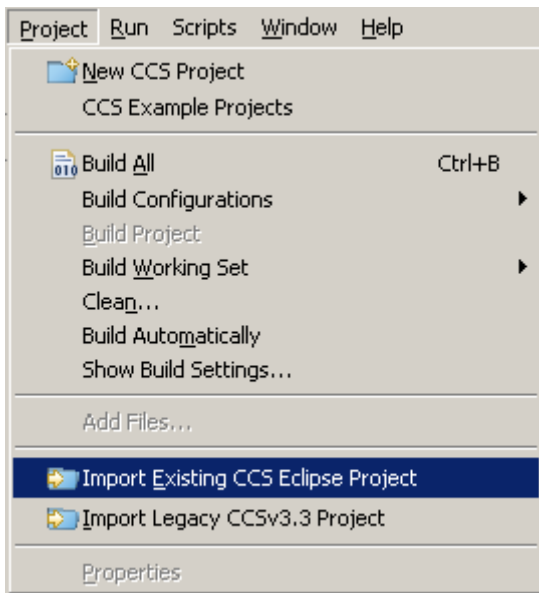 Project Run Scripts Window Help
New CCS Project
CCS Example Projects
010 Build All Ctrl+B
Build Configurations
Build Project
Build Working Set
Clean...
Build Automatically
Show Build Settings...
Add Files...
Import Existing CCS Eclipse Project
Import Legacy CCSv3.3 Project
Properties